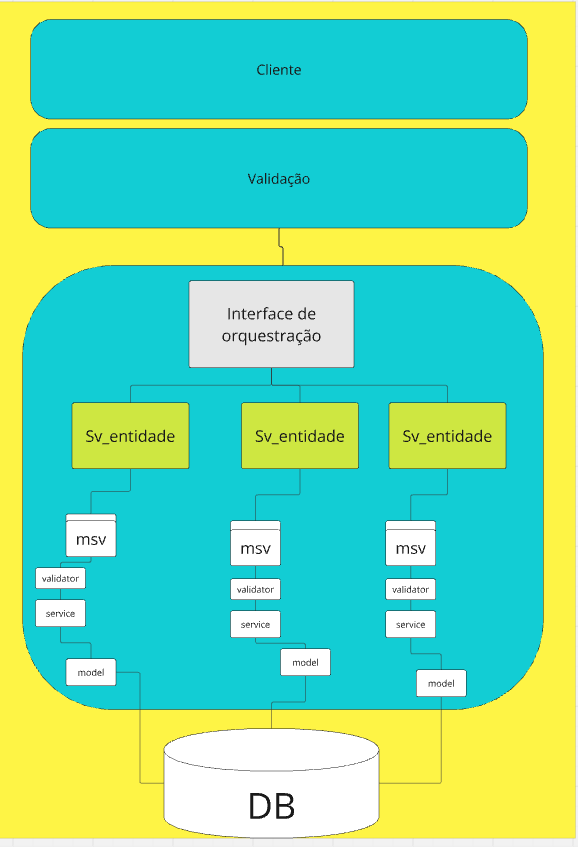 Cliente
Validação
Interface de
orquestração
Sv_entidade
Sv_entidade
Sv_entidade
msv
validator
service
model
msv
validator
service
model
msv
validator
service
model
DB